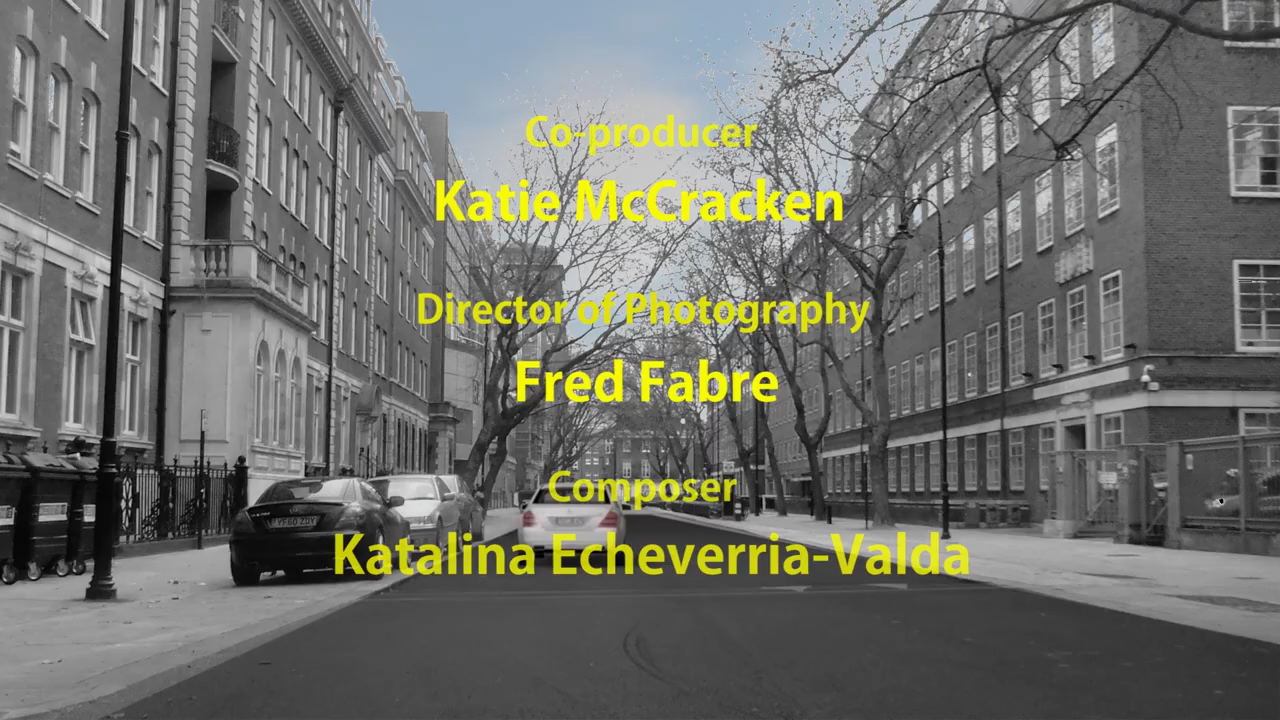 Co-producer
Katie McCracken
Director of Photography
Fred Fabre
Composer
Katalina Echeverria-Valda